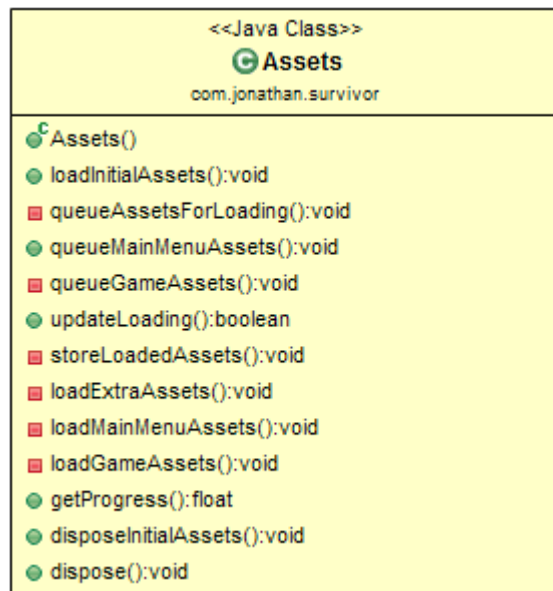 <<Java Class>>
C Assets
com.jonathan.survivor
C Assets()
loadInitialAssets():void
queueAssetsForLoading():void
queueMainMenuAssets():void
queueGameAssets():void
updateLoading():boolean
storeLoadedAssets():void
loadExtraAssets():void
loadMainMenuAssets():void
loadGameAssets():void
getProgress():float
disposeInitialAssets():void
dispose():void